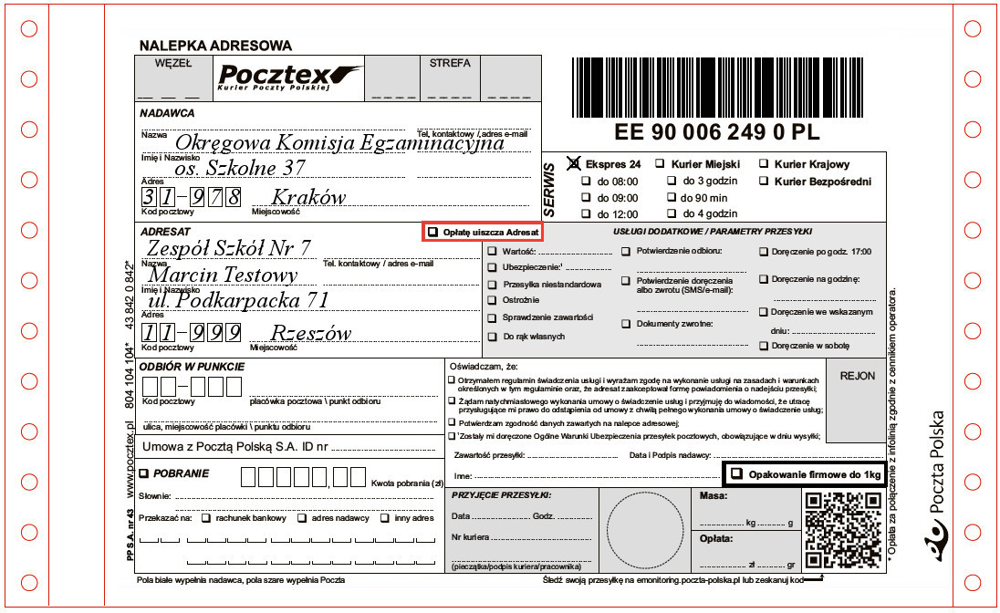 NALEPKA ADRESOWA
WĘZEŁ
Pocztex
Kurier Poczty Polskiej
STREFA
EE 90 006 249 0 PL
NADAWCA
Nazwa
Tel. kontaktowy / adres e-mail
Okręgowa Komisja Egzaminacyjna
Imię i Nazwisko
os. Szkolne 37
Adres
31-978 Kraków
Kod pocztowy Miejscowość
SERWIS
Ekspres 24 Kurier Miejski Kurier Krajowy
do 08:00 do 3 godzin Kurier Bezpośredni
do 09:00 do 90 min
do 12:00 do 4 godzin
ADRESAT
Opłatę uiszcza Adresat
Zespół Szkół Nr 7
Nazwa Tel. kontaktowy / adres e-mail
Marcin Testowy
Imię i Nazwisko
ul. Podkarpacka 71
Adres
11-999 Rzeszów
Kod pocztowy Miejscowość
USŁUGI DODATKOWE / PARAMETRY PRZESYŁKI
Wartość:
Ubezpieczenie:¹
Przesyłka niestandardowa
Ostrożnie
Sprawdzenie zawartości
Do rąk własnych
Potwierdzenie odbioru:
Potwierdzenie doręczenia
albo zwrotu (SMS/e-mail):
Dokumenty zwrotne:
Doręczenie po godz. 17:00
Doręczenie na godzinę:
Doręczenie we wskazanym
dniu:
Doręczenie w sobotę
ODBIÓR W PUNKCIE
Kod pocztowy placówka pocztowa \ punkt odbioru
ulica, miejscowość placówki \ punktu odbioru
Umowa z Pocztą Polską S.A. ID nr
Oświadczam, że:
Otrzymałem regulamin świadczenia usługi i wyrażam zgodę na wykonanie usługi na zasadach i warunkach
określonych w tym regulaminie oraz, że adresat zaakceptował formę powiadomienia o nadejściu przesyłki;
Żądam natychmiastowego wykonania umowy o świadczenie usług i przyjmuję do wiadomości, że utracę
przysługujące mi prawo do odstąpienia od umowy z chwilą pełnego wykonania umowy o świadczenie usług;
Potwierdzam zgodność danych zawartych na nalepce adresowej;
¹Zostały mi doręczone Ogólne Warunki Ubezpieczenia przesyłek pocztowych, obowiązujące w dniu wysyłki;
REJON
Zawartość przesyłki: Data i Podpis nadawcy:
Inne:
Opakowanie firmowe do 1kg
POBRANIE
Kwota pobrania (zł)
Słownie:
Przekazać na: rachunek bankowy adres nadawcy inny adres
PRZYJĘCIE PRZESYŁKI:
Data Godz.
Nr kuriera
(pieczątka/podpis kuriera/pracownika)
Masa:
kg g
Opłata:
zł gr
Pola białe wypełnia nadawca, pola szare wypełnia Poczta
Śledź swoją przesyłkę na emonitoring.poczta-polska.pl lub zeskanuj kod
PP S.A. nr 43 www.pocztex.pl 804 104 104* 43 842 0 842*
* Opłata za połączenie z infolinią zgodnie z cennikiem operatora.
Poczta Polska